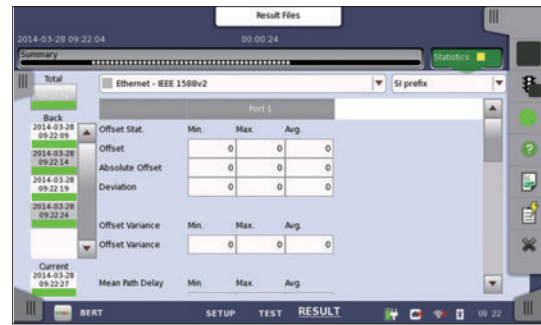 Result Files
2014-03-28 09:22:04 00:00:24
Summary Statistics
Total
Ethernet - IEEE 1588v2 SI prefix
Port 1
Back
2014-03-28
09:22:09
2014-03-28
09:22:14
2014-03-28
09:22:19
2014-03-28
09:22:24
Offset Stat. Min. Max. Avg.
Offset 0 0 0
Absolute Offset 0 0 0
Deviation 0 0 0
Offset Variance Min. Max. Avg.
Offset Variance 0 0 0
Current
2014-03-28
09:22:27
Mean Path Delay Min. Max. Avg.
BERT SETUP TEST RESULT 09 22